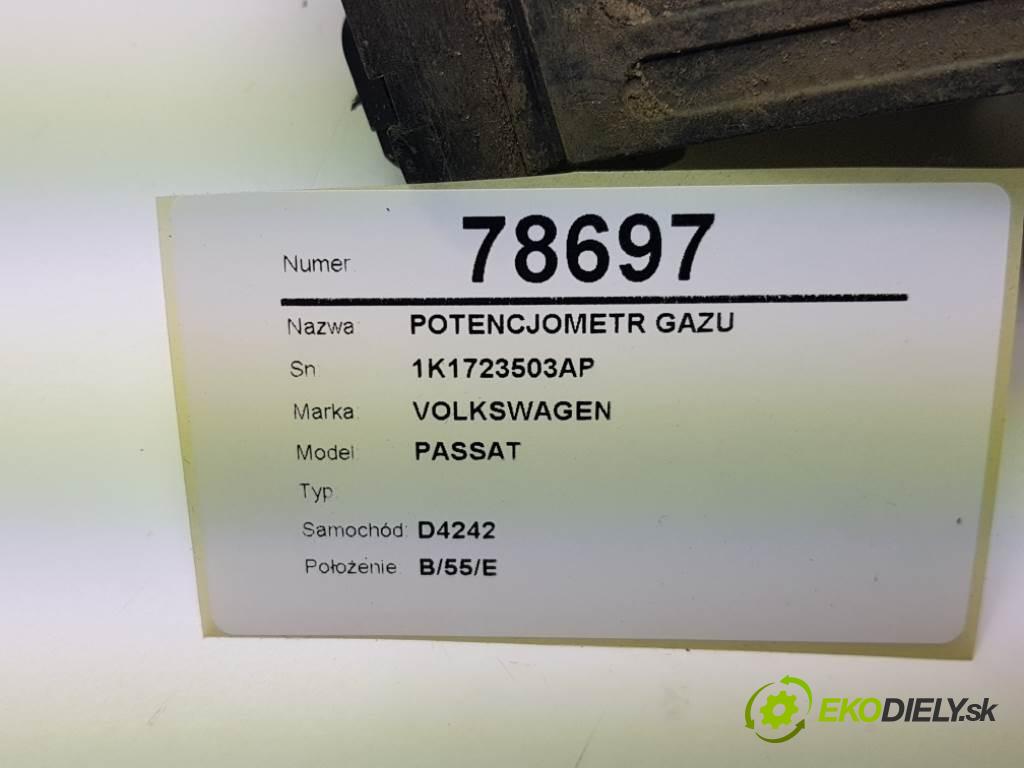 Numer: 78697
Nazwa: POTENCJOMETR GAZU
Sn 1K1723503AP
Marka: VOLKSWAGEN
Model: PASSAT
Typ:
Samochód: D4242
Położenie: B/55/E
EKODIELY.sk